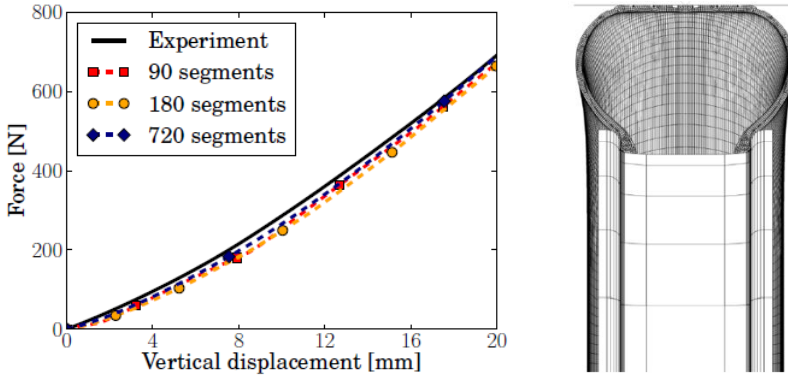 800
600
400
200
0
Force [N]
Experiment
90 segments
180 segments
720 segments
0 4 8 12 16 20
Vertical displacement [mm]